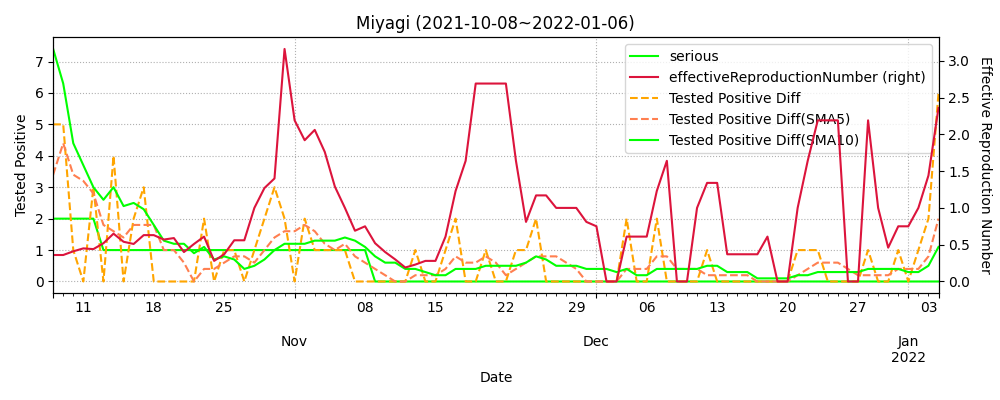 Miyagi (2021-10-08~2022-01-06)
serious
effectiveReproductionNumber (right)
Tested Positive Diff
Tested Positive Diff(SMA5)
Tested Positive Diff(SMA10)
Tested Positive
7
6
5
4
3
2
1
0
3.0
2.5
2.0
1.5
1.0
0.5
0.0
Effective Reproduction Number
11 18 25 08 15 22 29 06 13 20 27 03
Nov Dec Jan
2022
Date